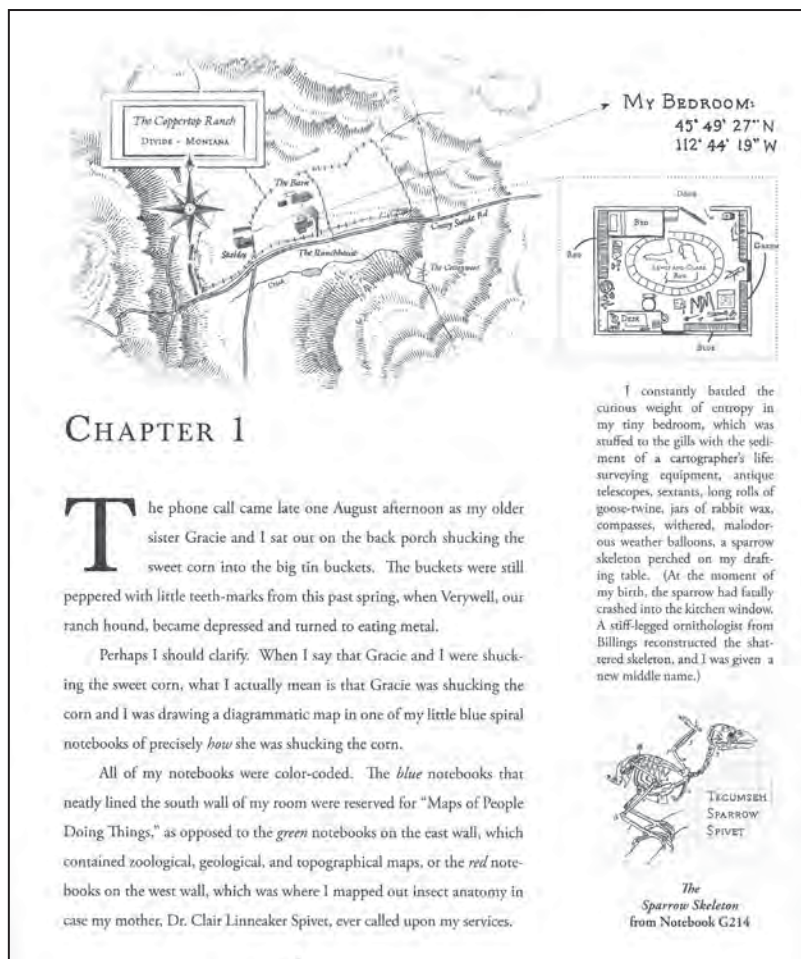 The Coppertop Ranch
DIVIDE - MONTANA
The Barn
Stables
The Ranchhouse
Creek
MY BEDROOM:
45° 49' 27" N
112° 44' 19" W
DOOR
BED
RED
GREEN
LEWIS AND CLARK
RUG
DESK
BLUE
CHAPTER 1
The phone call came late one August afternoon as my older
sister Gracie and I sat out on the back porch shucking the
sweet corn into the big tin buckets. The buckets were still
peppered with little teeth-marks from this past spring, when Verywell, our
ranch hound, became depressed and turned to eating metal.
Perhaps I should clarify. When I say that Gracie and I were shuck-
ing the sweet corn, what I actually mean is that Gracie was shucking the
corn and I was drawing a diagrammatic map in one of my little blue spiral
notebooks of precisely how she was shucking the corn.
All of my notebooks were color-coded. The blue notebooks that
neatly lined the south wall of my room were reserved for “Maps of People
Doing Things,” as opposed to the green notebooks on the east wall, which
contained zoological, geological, and topographical maps, or the red note-
books on the west wall, which was where I mapped out insect anatomy in
case my mother, Dr. Clair Linneaker Spivet, ever called upon my services.
I constantly battled the
curious weight of entropy in
my tiny bedroom, which was
stuffed to the gills with the sedi-
ment of a cartographer's life:
surveying equipment, antique
telescopes, sextants, long rolls of
goose-twine, jars of rabbit wax,
compasses, withered, malodor-
ous weather balloons, a sparrow
skeleton perched on my draft-
ing table. (At the moment of
my birth, the sparrow had fatally
crashed into the kitchen window.
A stiff-legged ornithologist from
Billings reconstructed the shat-
tered skeleton, and I was given a
new middle name.)
TECUMSEH
SPARROW
SPIVET
The
Sparrow Skeleton
from Notebook G214